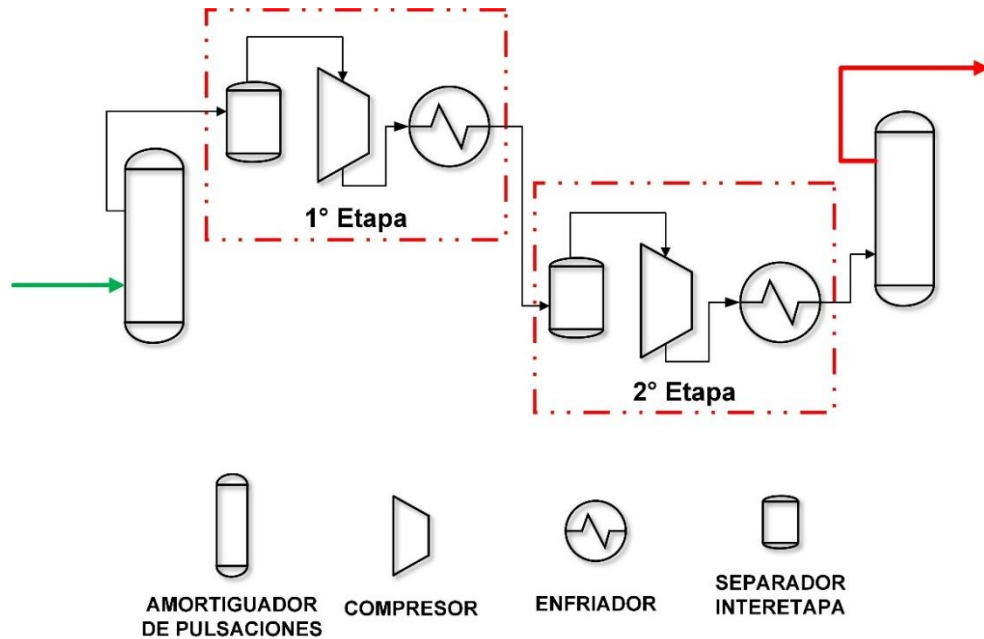 1° Etapa
2° Etapa
AMORTIGUADOR
DE PULSACIONES
COMPRESOR
ENFRIADOR
SEPARADOR
INTERETAPA